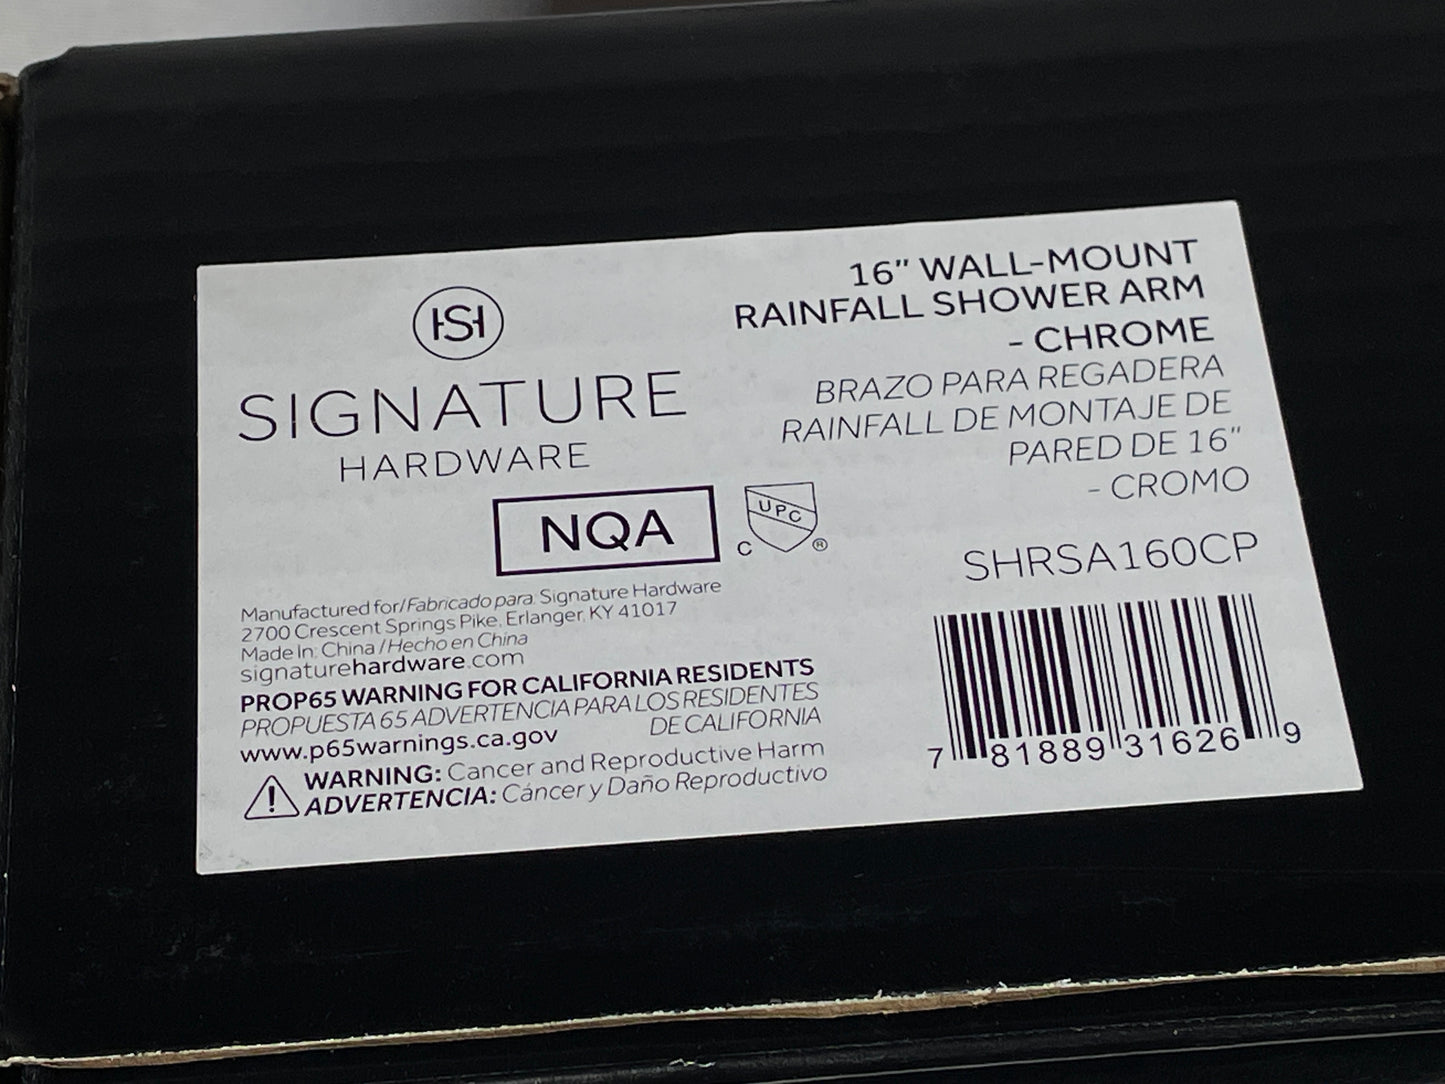 HSH
SIGNATURE
HARDWARE
NQA
UPC
C ®
Manufactured for/Fabricado para: Signature Hardware
2700 Crescent Springs Pike, Erlanger, KY 41017
Made In: China / Hecho en China
signaturehardware.com
PROP65 WARNING FOR CALIFORNIA RESIDENTS
PROPUESTA 65 ADVERTENCIA PARA LOS RESIDENTES
DE CALIFORNIA
www.p65warnings.ca.gov
! WARNING: Cancer and Reproductive Harm
ADVERTENCIA: Cáncer y Daño Reproductivo
16" WALL-MOUNT
RAINFALL SHOWER ARM
- CHROME
BRAZO PARA REGADERA
RAINFALL DE MONTAJE DE
PARED DE 16"
- CROMO
SHRSA160CP
7 81889 31626 9